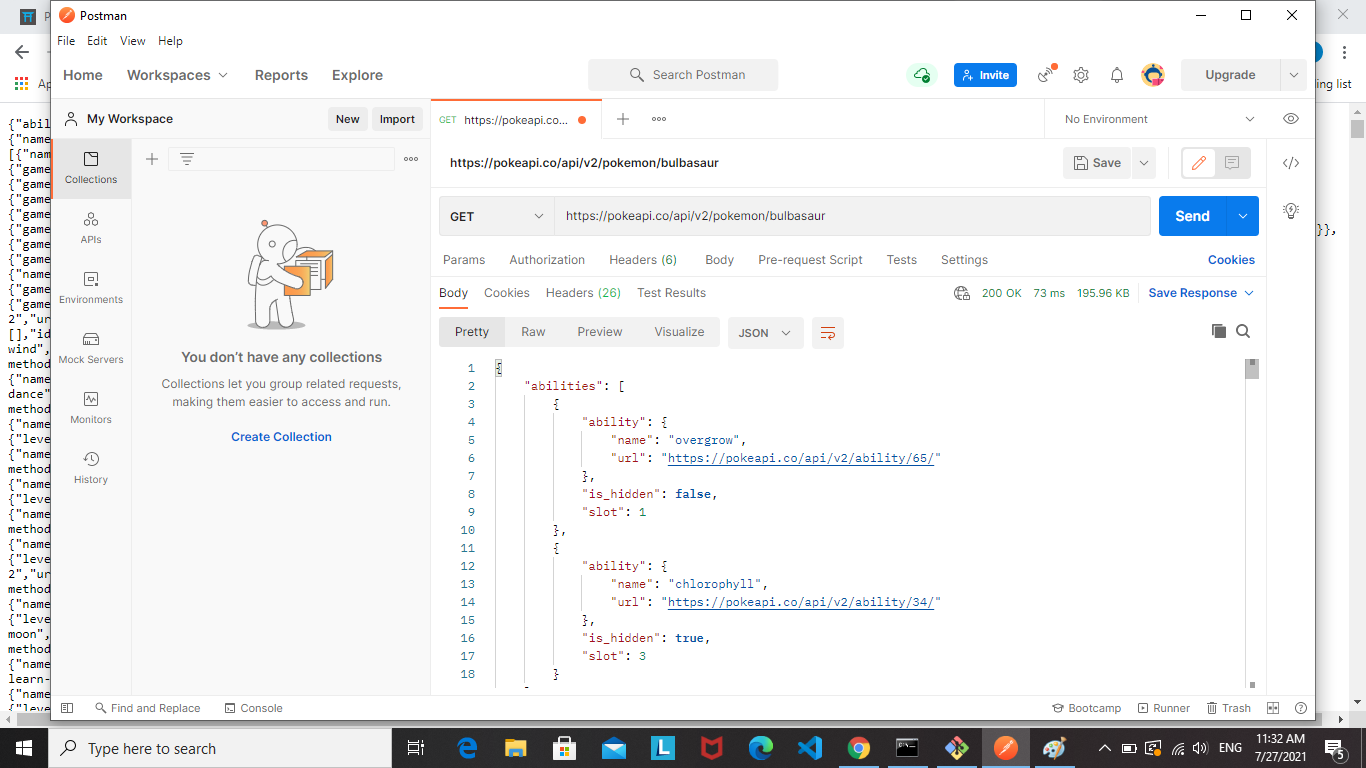 Postman
File Edit View Help
Home Workspaces Reports Explore Search Postman Invite Upgrade
My Workspace New Import GET https://pokeapi.co... No Environment
Collections
APIs
Environments
Mock Servers
Monitors
History
You don't have any collections
Collections let you group related requests,
making them easier to access and run.
Create Collection
https://pokeapi.co/api/v2/pokemon/bulbasaur Save
GET https://pokeapi.co/api/v2/pokemon/bulbasaur Send
Params Authorization Headers (6) Body Pre-request Script Tests Settings Cookies
Body Cookies Headers (26) Test Results 200 OK 73 ms 195.96 KB Save Response
Pretty Raw Preview Visualize JSON
1 {
2 "abilities": [
3 {
4 "ability": {
5 "name": "overgrow",
6 "url": "https://pokeapi.co/api/v2/ability/65/"
7 },
8 "is_hidden": false,
9 "slot": 1
10 },
11 {
12 "ability": {
13 "name": "chlorophyll",
14 "url": "https://pokeapi.co/api/v2/ability/34/"
15 },
16 "is_hidden": true,
17 "slot": 3
18 }
Find and Replace Console Bootcamp Runner Trash
{"abil
{"name
[{"nam
{"game
{"game
{"game
{"game
{"game }},
{"game
{"game
{"name
{"game
{"game
2","ur
[],"id
wind",
method
{"name
dance"
method
{"name
{"leve
{"name
method
{"name
{"leve
{"name
method
{"name
{"leve
2","ur
method
{"name
{"leve
moon",
method
{"name
learn-
{"name
{"leve
ing list
Type here to search ENG 11:32 AM
7/27/2021 5